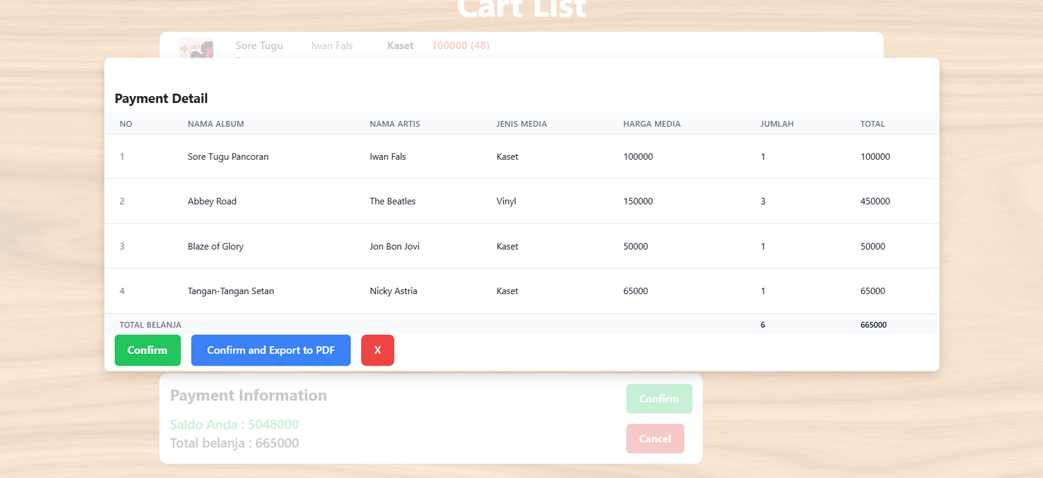 Cart List
Sore Tugu Iwan Fals Kaset 100000 (48)
Payment Detail
NO NAMA ALBUM NAMA ARTIS JENIS MEDIA HARGA MEDIA JUMLAH TOTAL
1 Sore Tugu Pancoran Iwan Fals Kaset 100000 1 100000
2 Abbey Road The Beatles Vinyl 150000 3 450000
3 Blaze of Glory Jon Bon Jovi Kaset 50000 1 50000
4 Tangan-Tangan Setan Nicky Astria Kaset 65000 1 65000
TOTAL BELANJA 6 665000
Confirm Confirm and Export to PDF X
Payment Information
Confirm
Saldo Anda : 5048000
Total belanja : 665000
Cancel